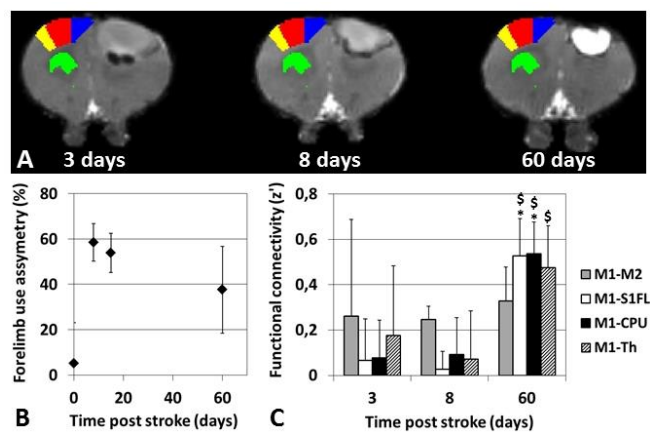 A
3 days
8 days
60 days
Forelimb use assymetry (%)
80
60
40
20
0
0
20
40
60
B
Time post stroke (days)
Functional connectivity (z')
0,8
0,6
0,4
0,2
0
$ $
* * $
3
8
60
C
Time post stroke (days)
M1-M2
M1-S1FL
M1-CPU
M1-Th